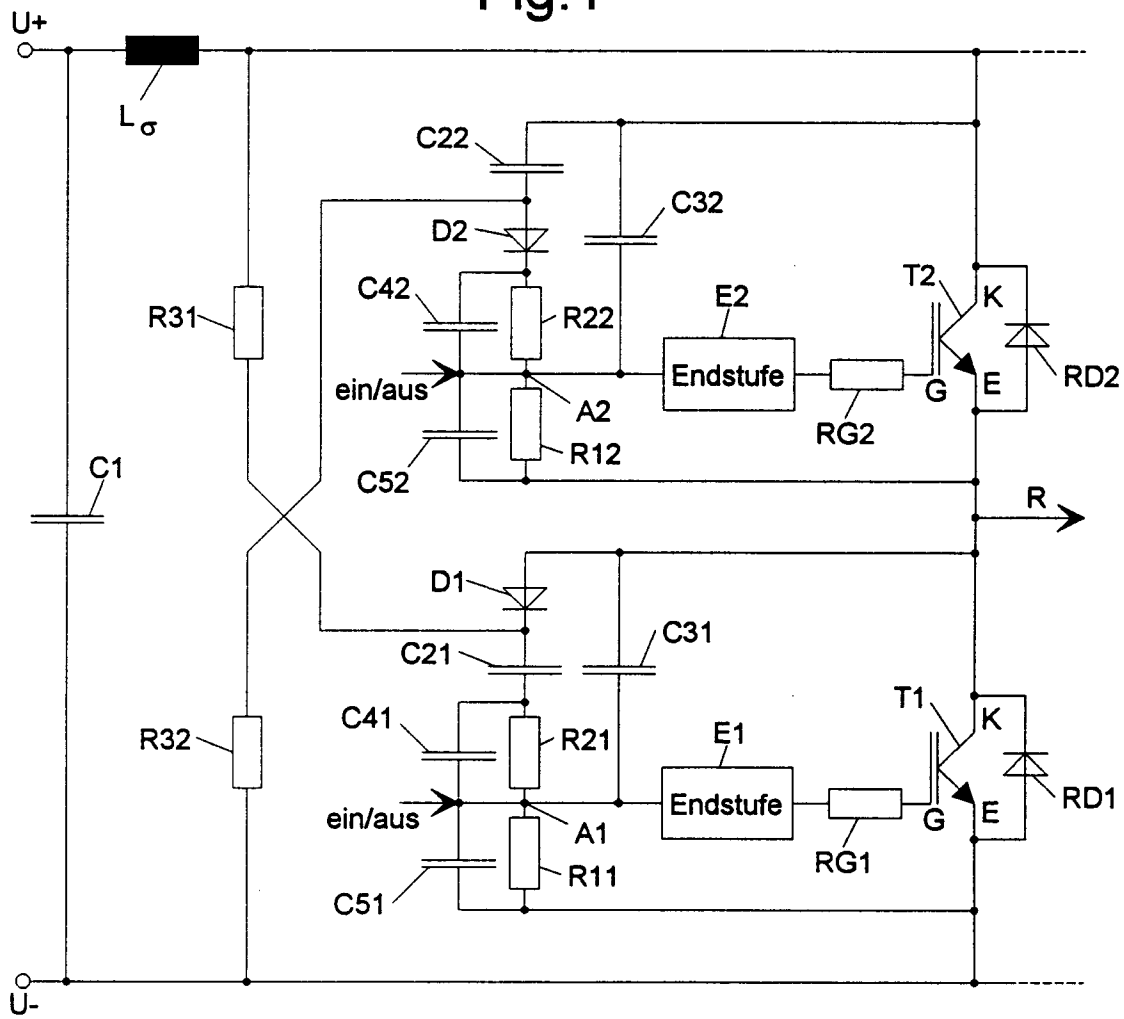 Fig.1
U+
Lσ
C22
C32
D2
T2
K
C42
E2
R31
R22
Endstufe
ein/aus
G
E
RD2
A2
RG2
R12
C1
C52
R
D1
C31
C21
T1
K
C41
E1
R32
R21
Endstufe
ein/aus
G
E
RD1
A1
RG1
R11
C51
U-